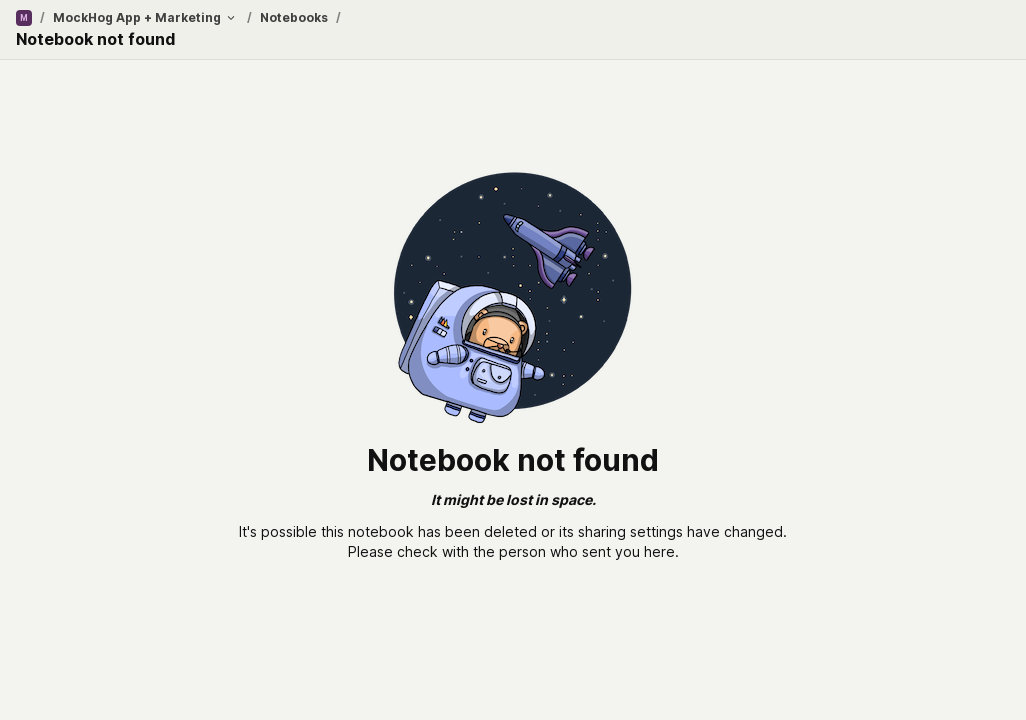 M / MockHog App + Marketing / Notebooks /
Notebook not found
Notebook not found
It might be lost in space.
It's possible this notebook has been deleted or its sharing settings have changed.
Please check with the person who sent you here.